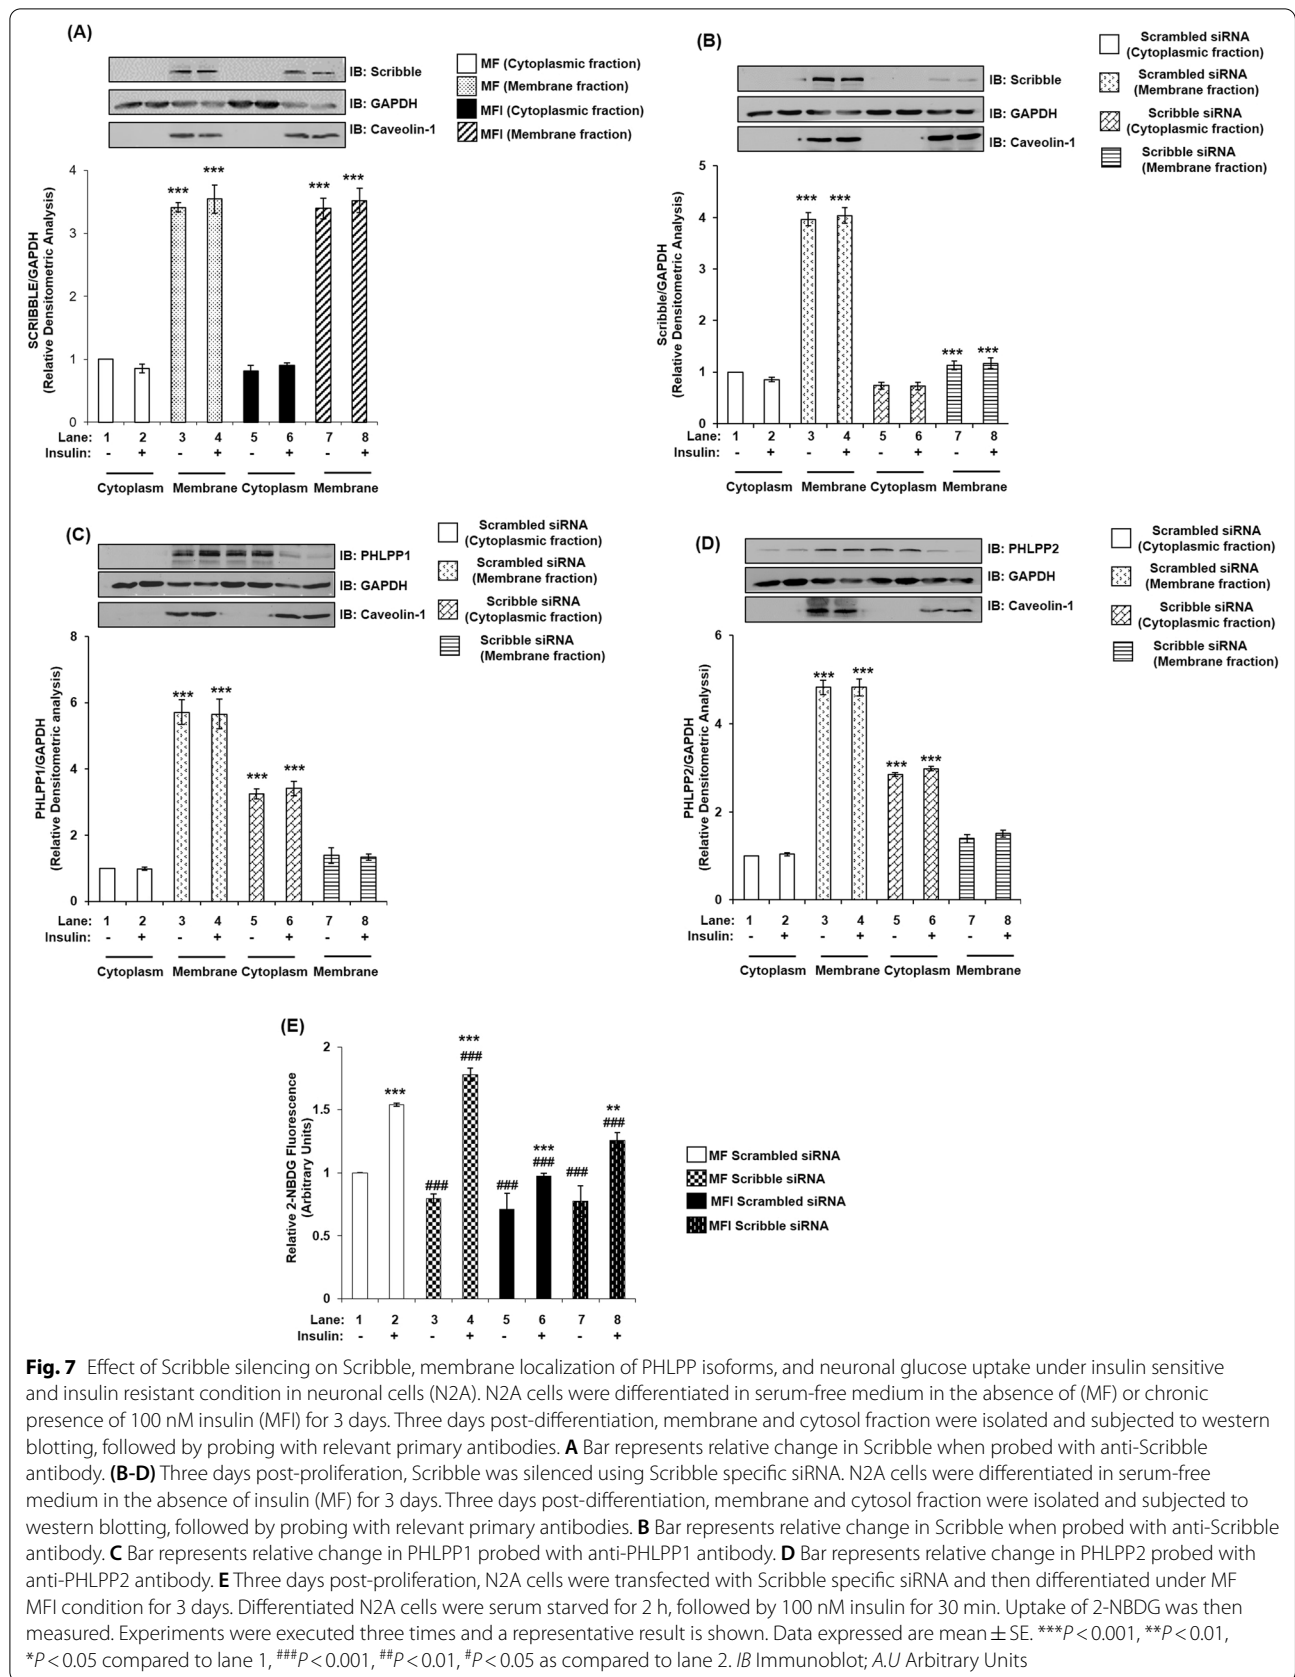 (A)
IB: Scribble
IB: GAPDH
IB: Caveolin-1
MF (Cytoplasmic fraction)
MF (Membrane fraction)
MFI (Cytoplasmic fraction)
MFI (Membrane fraction)
SCRIBBLE/GAPDH
(Relative Densitometric Analysis)
4
3
2
1
0
*** *** *** ***
Lane: 1 2 3 4 5 6 7 8
Insulin: - + - + - + - +
Cytoplasm Membrane Cytoplasm Membrane
(B)
IB: Scribble
IB: GAPDH
IB: Caveolin-1
Scrambled siRNA
(Cytoplasmic fraction)
Scrambled siRNA
(Membrane fraction)
Scribble siRNA
(Cytoplasmic fraction)
Scribble siRNA
(Membrane fraction)
Scribble/GAPDH
(Relative Densitometric Analysis)
5
4
3
2
1
0
*** *** *** ***
Lane: 1 2 3 4 5 6 7 8
Insulin: - + - + - + - +
Cytoplasm Membrane Cytoplasm Membrane
(C)
IB: PHLPP1
IB: GAPDH
IB: Caveolin-1
Scrambled siRNA
(Cytoplasmic fraction)
Scrambled siRNA
(Membrane fraction)
Scribble siRNA
(Cytoplasmic fraction)
Scribble siRNA
(Membrane fraction)
PHLPP1/GAPDH
(Relative Densitometric analysis)
8
6
4
2
0
*** *** *** ***
Lane: 1 2 3 4 5 6 7 8
Insulin: - + - + - + - +
Cytoplasm Membrane Cytoplasm Membrane
(D)
IB: PHLPP2
IB: GAPDH
IB: Caveolin-1
Scrambled siRNA
(Cytoplasmic fraction)
Scrambled siRNA
(Membrane fraction)
Scribble siRNA
(Cytoplasmic fraction)
Scribble siRNA
(Membrane fraction)
PHLPP2/GAPDH
(Relative Densitometric Analyssi)
6
4
2
0
*** *** *** ***
Lane: 1 2 3 4 5 6 7 8
Insulin: - + - + - + - +
Cytoplasm Membrane Cytoplasm Membrane
(E)
Relative 2-NBDG Fluorescence
(Arbitrary Units)
2
1.5
1
0.5
0
*** *** *** **
### ### ### ### ### ###
Lane: 1 2 3 4 5 6 7 8
Insulin: - + - + - + - +
MF Scrambled siRNA
MF Scribble siRNA
MFI Scrambled siRNA
MFI Scribble siRNA
Fig. 7 Effect of Scribble silencing on Scribble, membrane localization of PHLPP isoforms, and neuronal glucose uptake under insulin sensitive
and insulin resistant condition in neuronal cells (N2A). N2A cells were differentiated in serum-free medium in the absence of (MF) or chronic
presence of 100 nM insulin (MFI) for 3 days. Three days post-differentiation, membrane and cytosol fraction were isolated and subjected to western
blotting, followed by probing with relevant primary antibodies. A Bar represents relative change in Scribble when probed with anti-Scribble
antibody. (B-D) Three days post-proliferation, Scribble was silenced using Scribble specific siRNA. N2A cells were differentiated in serum-free
medium in the absence of insulin (MF) for 3 days. Three days post-differentiation, membrane and cytosol fraction were isolated and subjected to
western blotting, followed by probing with relevant primary antibodies. B Bar represents relative change in Scribble when probed with anti-Scribble
antibody. C Bar represents relative change in PHLPP1 probed with anti-PHLPP1 antibody. D Bar represents relative change in PHLPP2 probed with
anti-PHLPP2 antibody. E Three days post-proliferation, N2A cells were transfected with Scribble specific siRNA and then differentiated under MF
MFI condition for 3 days. Differentiated N2A cells were serum starved for 2 h, followed by 100 nM insulin for 30 min. Uptake of 2-NBDG was then
measured. Experiments were executed three times and a representative result is shown. Data expressed are mean ± SE. ***P < 0.001, **P < 0.01,
*P < 0.05 compared to lane 1, ###P < 0.001, ##P < 0.01, #P < 0.05 as compared to lane 2. IB Immunoblot; A.U Arbitrary Units